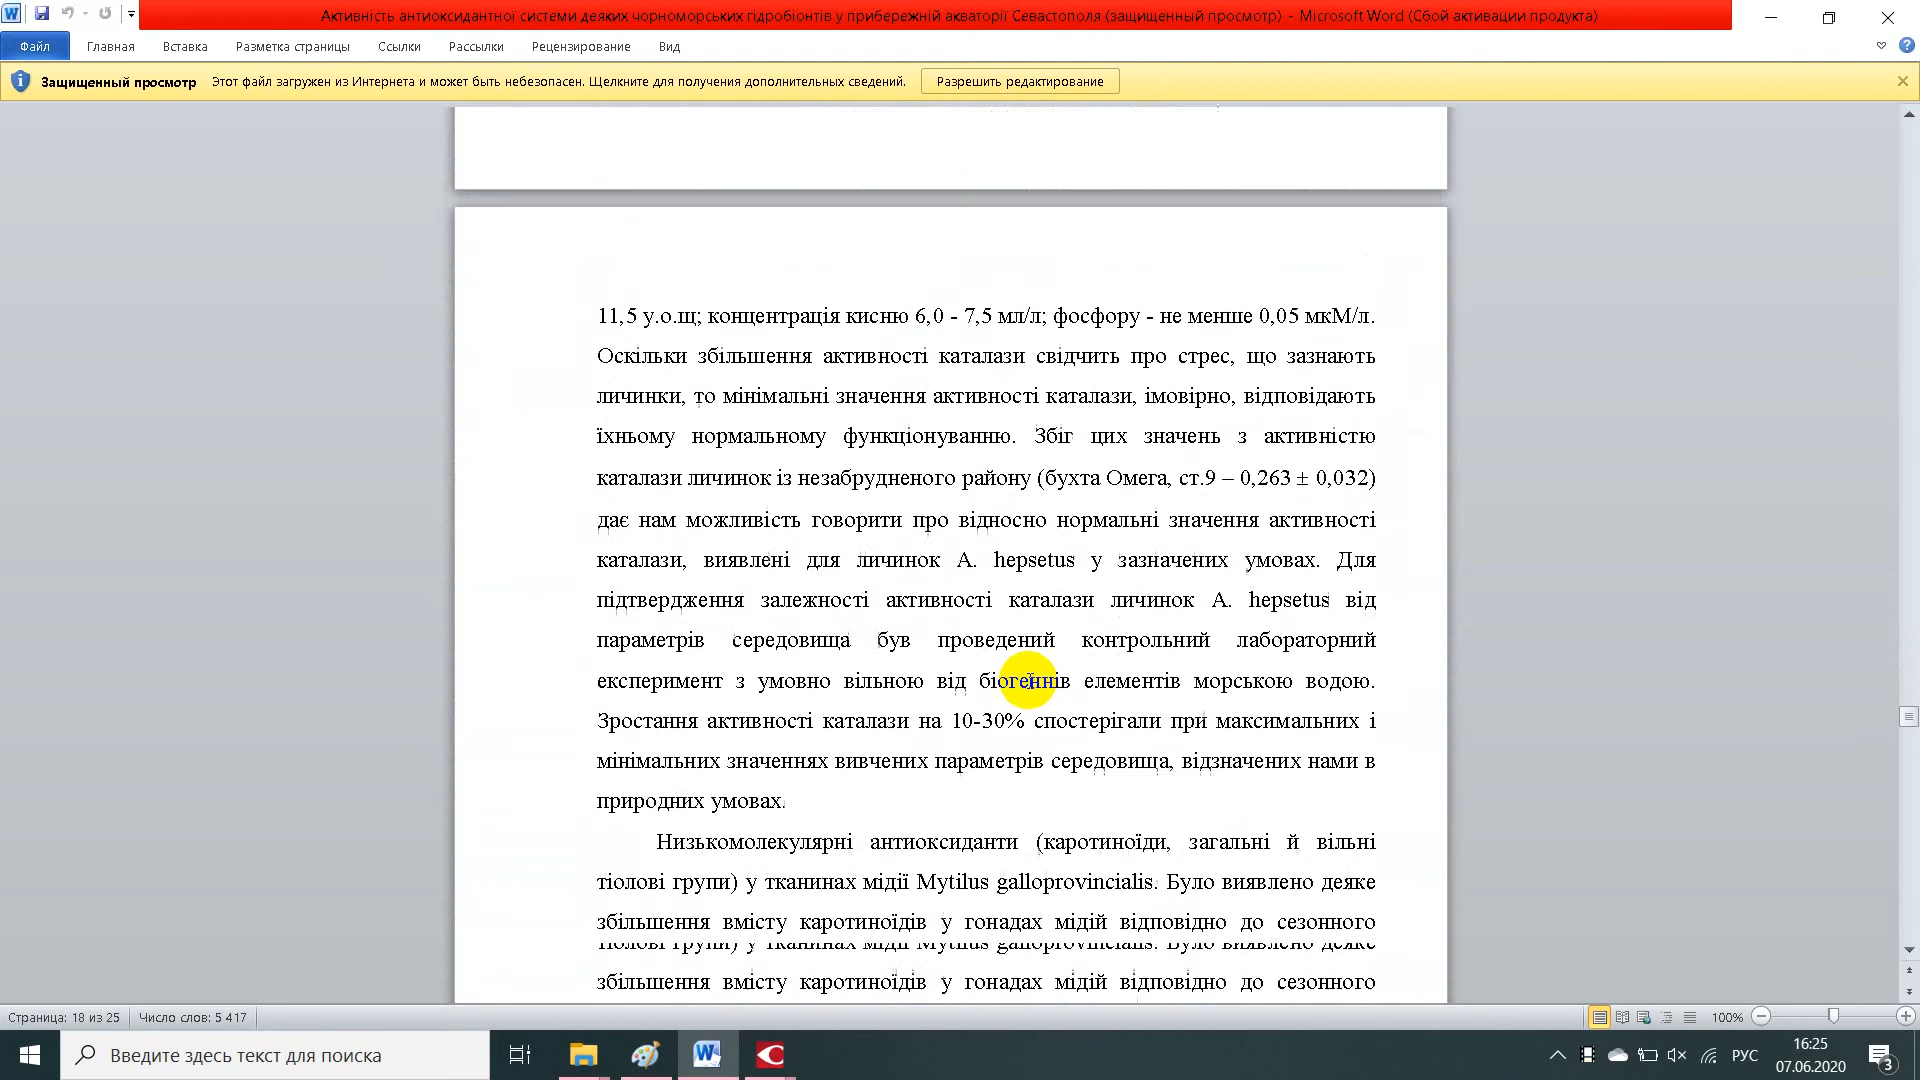 Активність антиоксидантної системи деяких чорноморських гідробіонтів у прибережній акваторії Севастополя (защищенный просмотр) - Microsoft Word (Сбой активации продукта)
Файл Главная Вставка Разметка страницы Ссылки Рассылки Рецензирование Вид
Защищенный просмотр Этот файл загружен из Интернета и может быть небезопасен. Щелкните для получения дополнительных сведений. Разрешить редактирование
11,5 у.о.щ; концентрація кисню 6,0 - 7,5 мл/л; фосфору - не менше 0,05 мкМ/л.
Оскільки збільшення активності каталази свідчить про стрес, що зазнають
личинки, то мінімальні значення активності каталази, імовірно, відповідають
їхньому нормальному функціонуванню. Збіг цих значень з активністю
каталази личинок із незабрудненого району (бухта Омега, ст.9 – 0,263 ± 0,032)
дає нам можливість говорити про відносно нормальні значення активності
каталази, виявлені для личинок A. hepsetus у зазначених умовах. Для
підтвердження залежності активності каталази личинок A. hepsetus від
параметрів середовища був проведений контрольний лабораторний
експеримент з умовно вільною від біогеннів елементів морською водою.
Зростання активності каталази на 10-30% спостерігали при максимальних і
мінімальних значеннях вивчених параметрів середовища, відзначених нами в
природних умовах.
Низькомолекулярні антиоксиданти (каротиноїди, загальні й вільні
тіолові групи) у тканинах мідії Mytilus galloprovincialis. Було виявлено деяке
збільшення вмісту каротиноїдів у гонадах мідій відповідно до сезонного
тіолові групи) у тканинах мідії Mytilus galloprovincialis. Було виявлено деяке
збільшення вмісту каротиноїдів у гонадах мідій відповідно до сезонного
Страница: 18 из 25 Число слов: 5 417 100%
Введите здесь текст для поиска РУС 16:25
07.06.2020 3